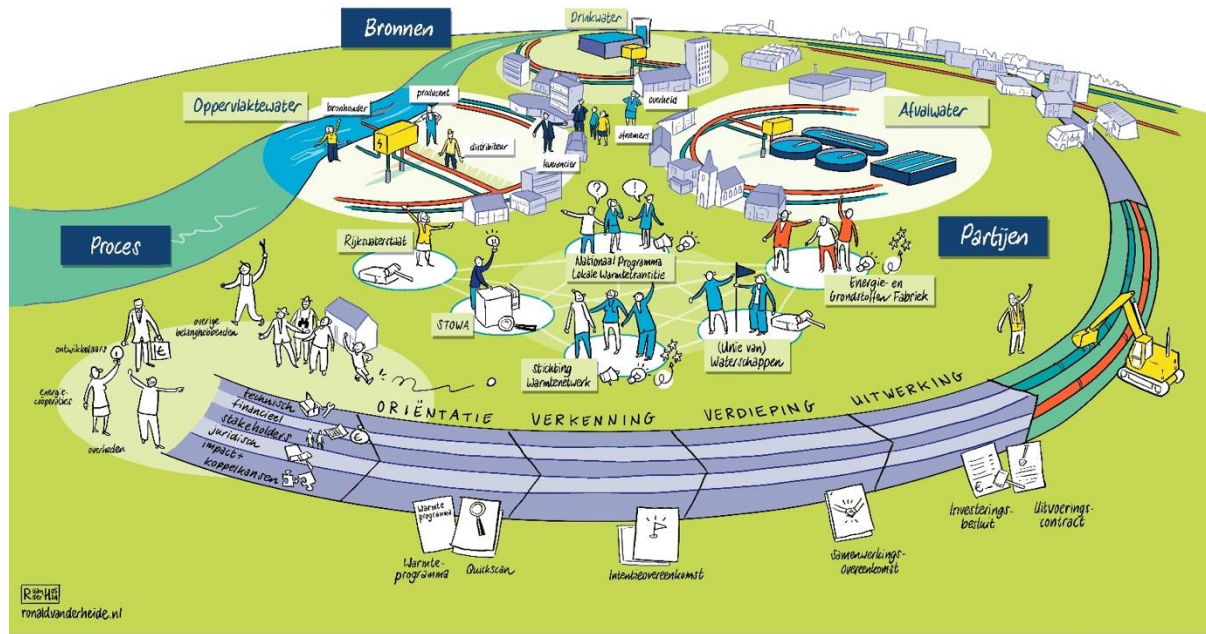 Bronnen
Drinkwater
Oppervlaktewater
bronhouder
producent
distributeur
leverancier
afnemers
overheid
Afvalwater
Proces
Partijen
Rijkswaterstaat
STOWA
?
!
Nationaal Programma
Lokale Warmtetransitie
Stichting
Warmtenetwerk
(Unie van)
Waterschappen
Energie- en
Grondstoffen Fabriek
overige
belanghebbenden
ontwikkelaars
energie-
coöperaties
overheden
€
technisch
financieel
stakeholders
juridisch
impact+
koppelkansen
€
ORIËNTATIE
VERKENNING
VERDIEPING
UITWERKING
Warmte
programma
Warmte-
programma
Quickscan
Intentieovereenkomst
Samenwerkings-
overeenkomst
€
Investerings-
besluit
Uitvoerings-
contract
ronaldvanderheide.nl